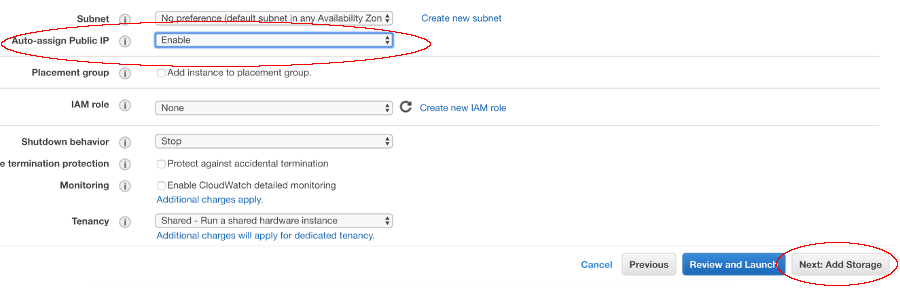 Subnet No preference (default subnet in any Availability Zon Create new subnet
Auto-assign Public IP Enable
Placement group Add instance to placement group.
IAM role None Create new IAM role
Shutdown behavior Stop
e termination protection Protect against accidental termination
Monitoring Enable CloudWatch detailed monitoring
Additional charges apply.
Tenancy Shared - Run a shared hardware instance
Additional charges will apply for dedicated tenancy.
Cancel Previous Review and Launch Next: Add Storage